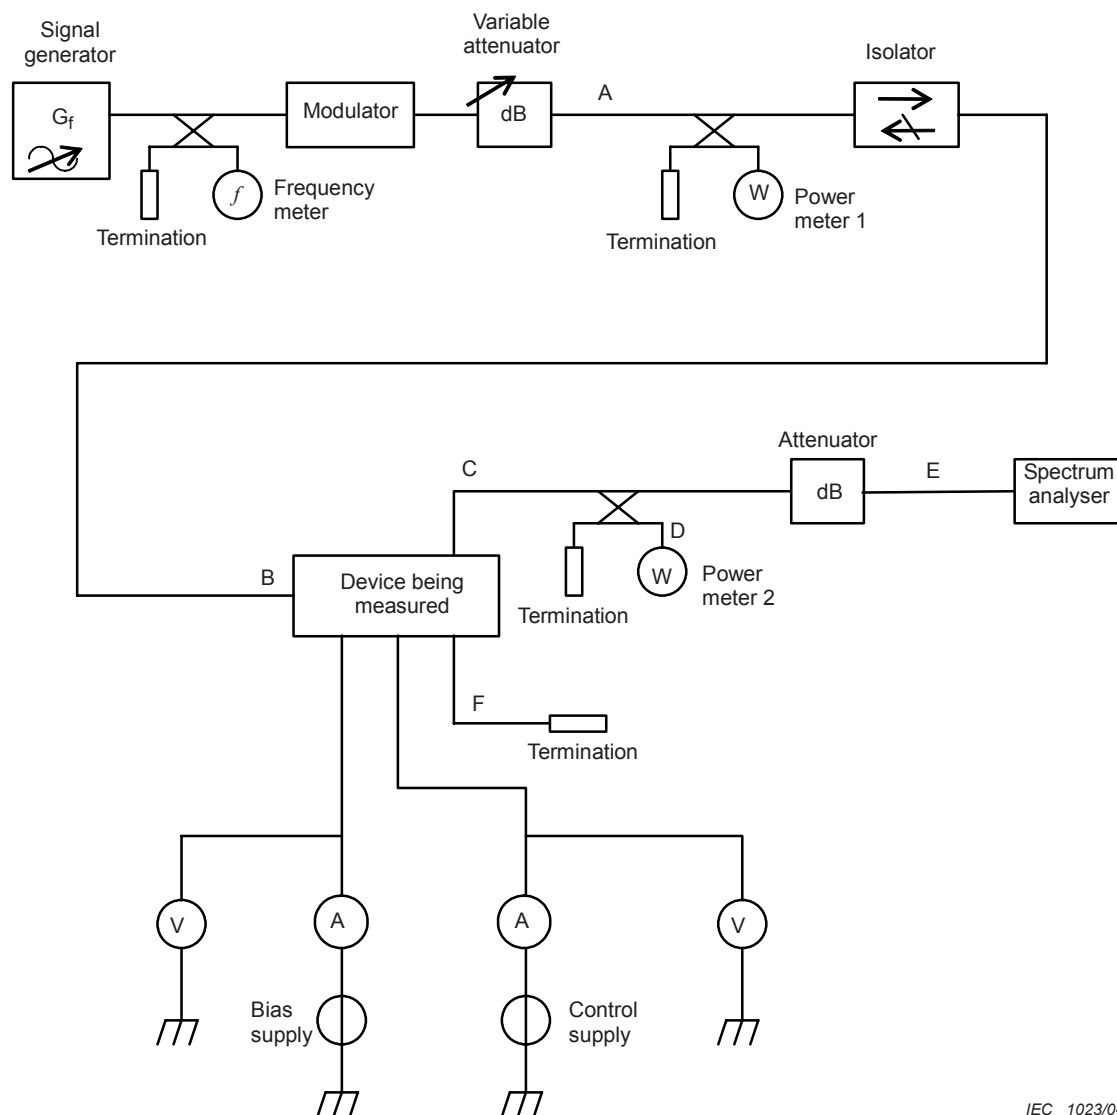 Signal
generator
Variable
attenuator
Isolator
G_f
Modulator
dB
A
f
Frequency
meter
Termination
W
Power
meter 1
Termination
Attenuator
C
dB
E
Spectrum
analyser
D
B
Device being
measured
W
Power
meter 2
Termination
F
Termination
V
A
A
V
Bias
supply
Control
supply